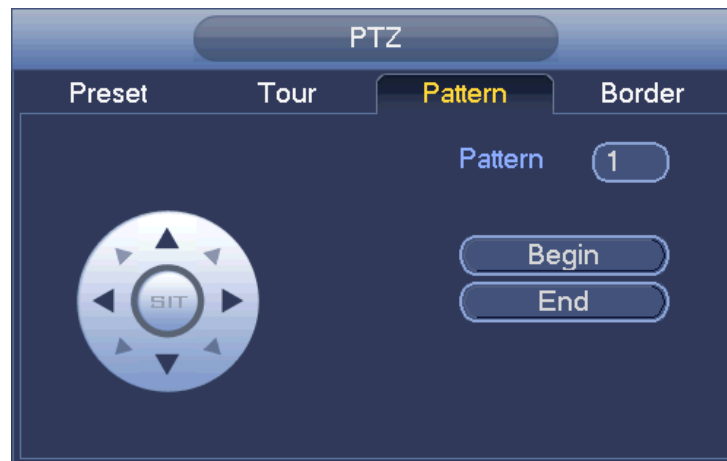 PTZ
Preset Tour Pattern Border
Pattern 1
Begin
SIT
End